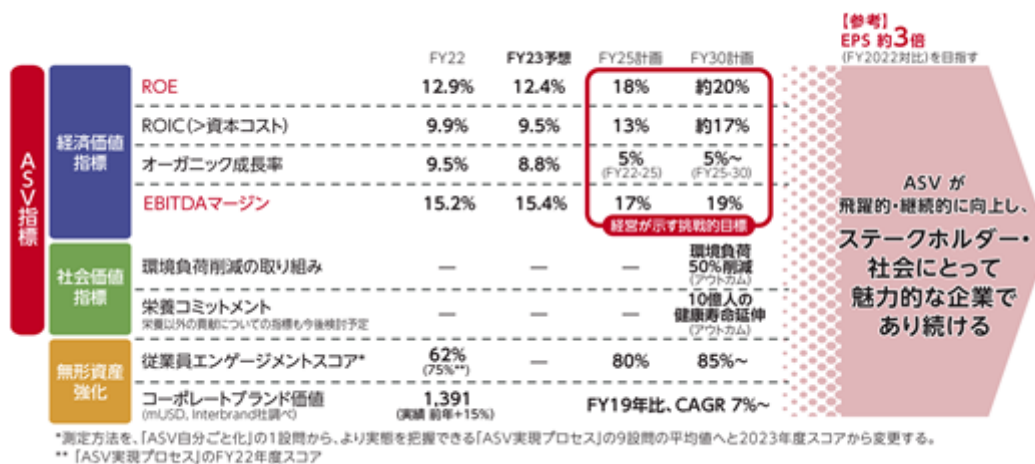 【参考】
EPS 約3倍
(FY2022対比)を目指す
FY22 FY23予想 FY25計画 FY30計画
ASV指標
経済価値
指標
ROE 12.9% 12.4% 18% 約20%
ROIC(>資本コスト) 9.9% 9.5% 13% 約17%
オーガニック成長率 9.5% 8.8% 5% 5%~
(FY22-25) (FY25-30)
EBITDAマージン 15.2% 15.4% 17% 19%
経営が示す挑戦的目標
社会価値
指標
環境負荷削減の取り組み — — — 環境負荷
50%削減
(アウトカム)
栄養コミットメント — — — 10億人の
栄養以外の貢献についての指標も今後検討予定 健康寿命延伸
(アウトカム)
無形資産
強化
従業員エンゲージメントスコア* 62% — 80% 85%~
(75%**)
コーポレートブランド価値 1,391 FY19年比、CAGR 7%~
(mUSD, Interbrand社調べ) (実績 前年+15%)
ASV が
飛躍的・継続的に向上し、
ステークホルダー・
社会にとって
魅力的な企業で
あり続ける
*測定方法を、「ASV自分ごと化」の1設問から、より実態を把握できる「ASV実現プロセス」の9設問の平均値へと2023年度スコアから変更する。
** 「ASV実現プロセス」のFY22年度スコア